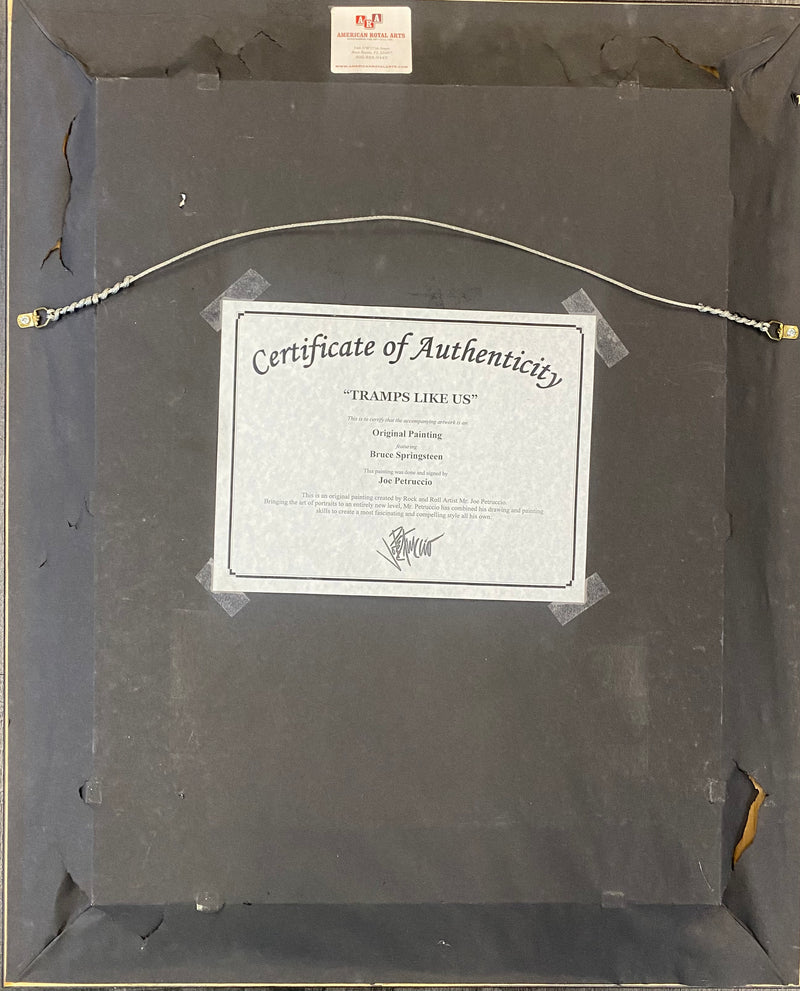 ARA
AMERICAN ROYAL ARTS
WWW.AMERICANROYALARTS.COM
Certificate of Authenticity
“TRAMPS LIKE US”
This is to certify that the accompanying artwork is an
Original Painting
featuring
Bruce Springsteen
This painting was done and signed by
Joe Petruccio
This is an original painting created by Rock and Roll Artist Mr. Joe Petruccio.
Bringing the art of portraits to an entirely new level, Mr. Petruccio has combined his drawing and painting
skills to create a most fascinating and compelling style all his own.